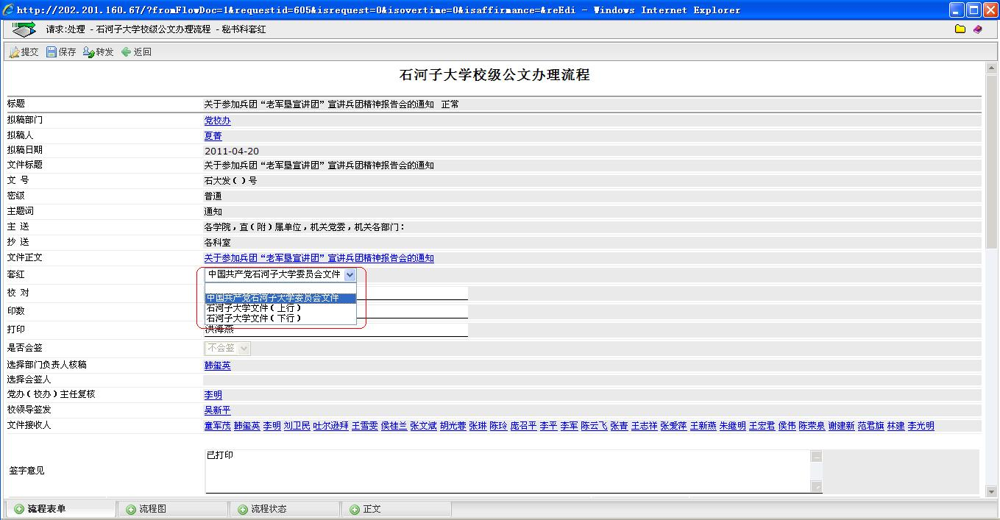 http://202.201.160.67/?fromFlowDoc=1&requestid=605&isrequest=0&isovertime=0&isaffirmance=&reEdi - Windows Internet Explorer
请求:处理 - 石河子大学校级公文办理流程 - 秘书科套红
提交 保存 转发 返回
石河子大学校级公文办理流程
标题 关于参加兵团“老军垦宣讲团”宣讲兵团精神报告会的通知 正常
拟稿部门 党校办
拟稿人 夏菁
拟稿日期 2011-04-20
文件标题 关于参加兵团“老军垦宣讲团”宣讲兵团精神报告会的通知
文 号 石大发( )号
密级 普通
主题词 通知
主 送 各学院，直(附)属单位，机关党委，机关各部门：
抄 送 各科室
文件正文 关于参加兵团“老军垦宣讲团”宣讲兵团精神报告会的通知
套红 中国共产党石河子大学委员会文件
校 对
中国共产党石河子大学委员会文件
石河子大学文件(上行)
印数
石河子大学文件(下行)
打印 洪海燕
是否会签 不会签
选择部门负责人核稿 韩玺英
选择会签人
党办(校办)主任复核 李明
校领导签发 吴新平
文件接收人 童军茂 韩玺英 李明 刘卫民 吐尔逊拜 王雪雯 侯桂兰 张文斌 胡光蓉 张琳 陈玲 庞召平 李平 李军 陈云飞 张杳 王志祥 张爱萍 王新燕 朱继明 王宏君 侯伟 陈荣泉 谢建新 范君旗 林建 李光明
签字意见 已打印
流程表单 流程图 流程状态 正文